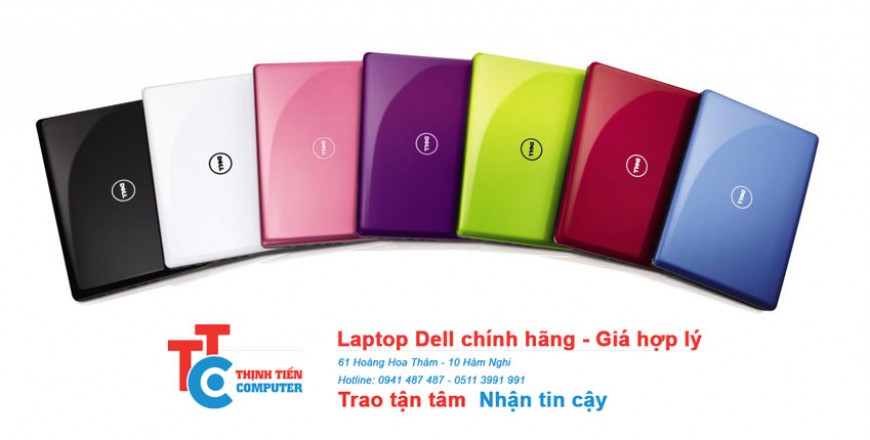 DELL
DELL
DELL
DELL
DELL
DELL
DELL
TTC
THỊNH TIẾN
COMPUTER
Laptop Dell chính hãng - Giá hợp lý
61 Hoàng Hoa Thám - 10 Hàm Nghi
Hotline: 0941 487 487 - 0511 3991 991
Trao tận tâm Nhận tin cậy